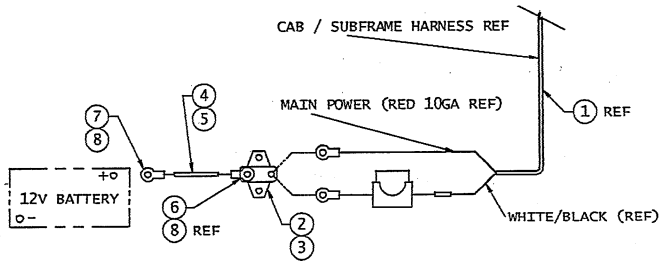 CAB / SUBFRAME HARNESS REF
4
5
7
8
MAIN POWER (RED 10GA REF)
1 REF
+
12V BATTERY
-
6
8 REF
2
3
WHITE/BLACK (REF)